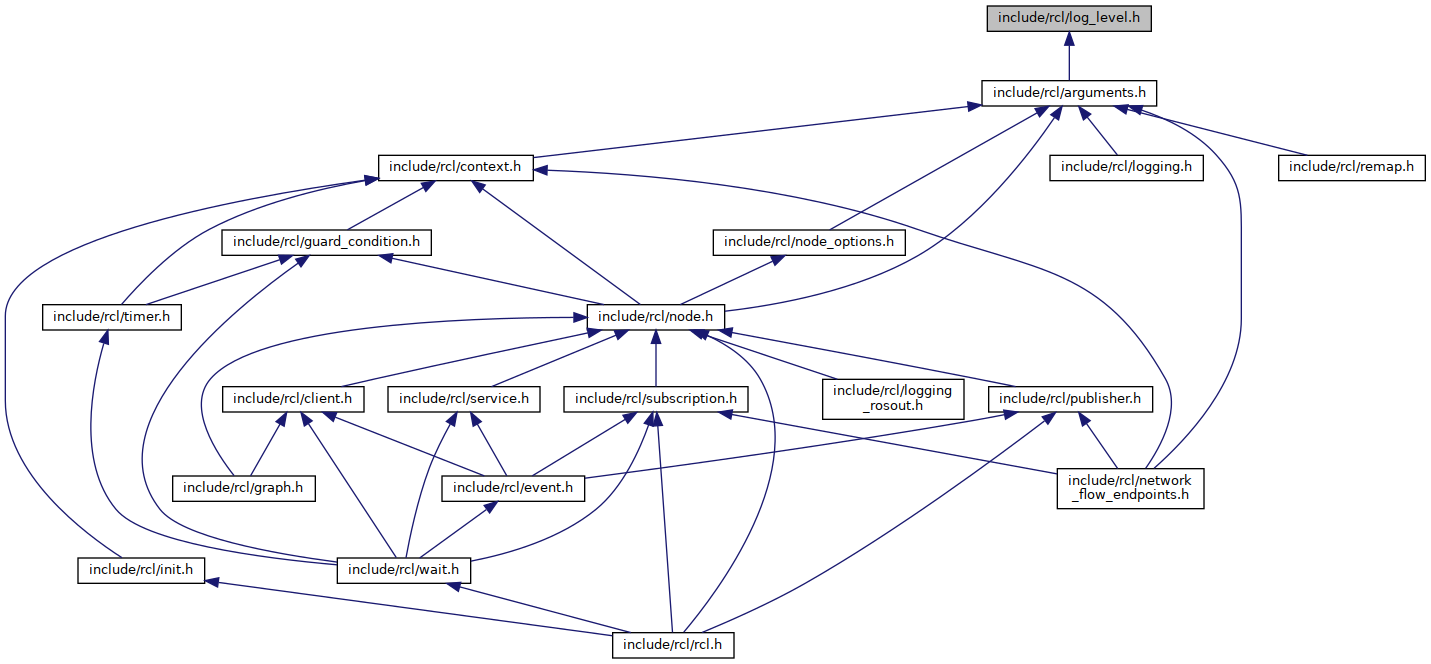 include/rcl/log_level.h
include/rcl/arguments.h
include/rcl/context.h
include/rcl/logging.h
include/rcl/remap.h
include/rcl/guard_condition.h
include/rcl/node_options.h
include/rcl/timer.h
include/rcl/node.h
include/rcl/client.h
include/rcl/service.h
include/rcl/subscription.h
include/rcl/logging
_rosout.h
include/rcl/publisher.h
include/rcl/graph.h
include/rcl/event.h
include/rcl/network
_flow_endpoints.h
include/rcl/init.h
include/rcl/wait.h
include/rcl/rcl.h